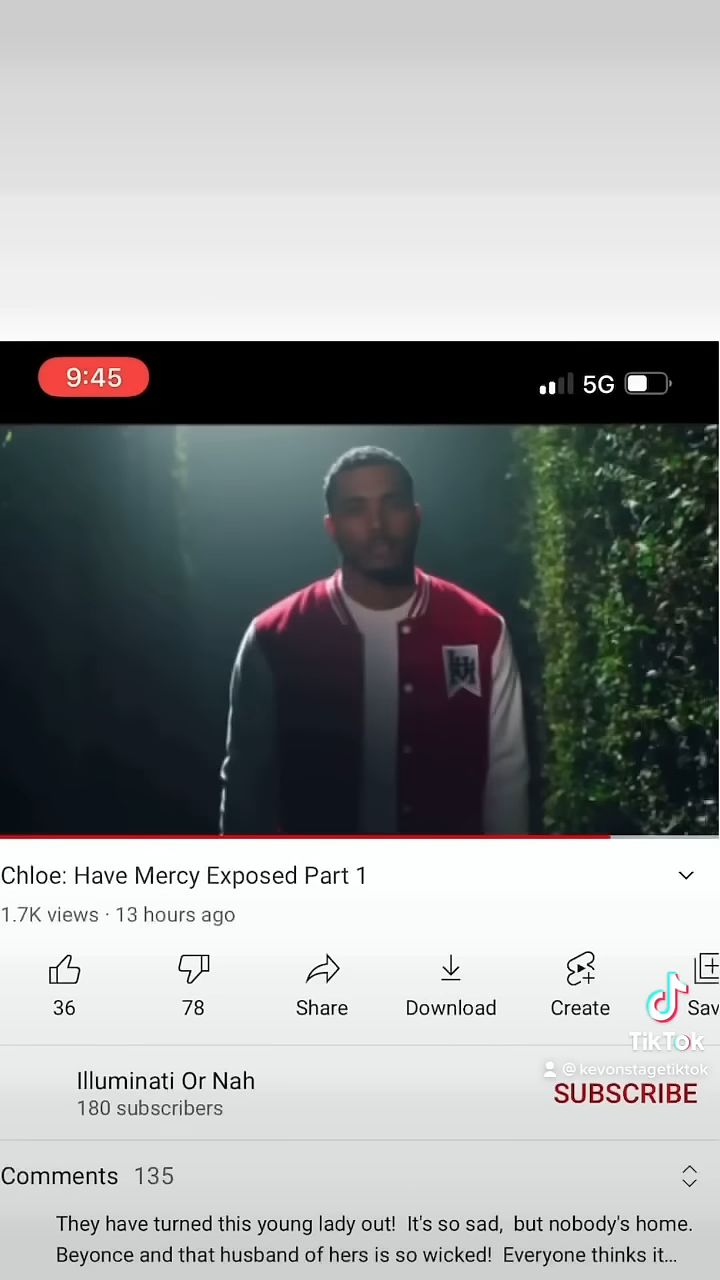 9:45
5G
HM
Chloe: Have Mercy Exposed Part 1
1.7K views · 13 hours ago
36
78
Share
Download
Create
Sav
TikTok
@kevonstagetiktok
Illuminati Or Nah
180 subscribers
SUBSCRIBE
Comments 135
They have turned this young lady out! It's so sad, but nobody's home.
Beyonce and that husband of hers is so wicked! Everyone thinks it...